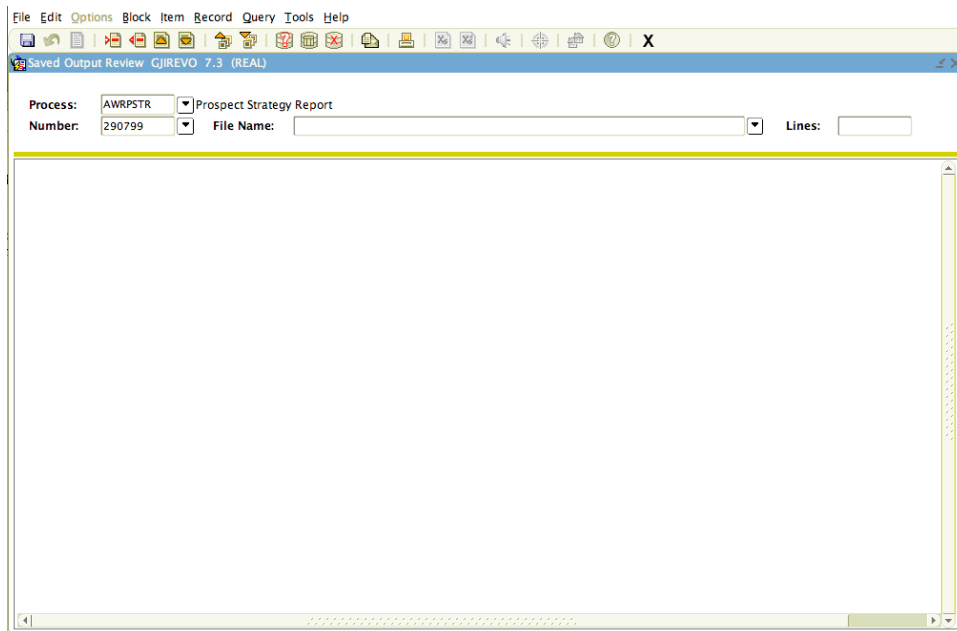 File Edit Options Block Item Record Query Tools Help
X
Saved Output Review GJIREVO 7.3 (REAL)
Process: AWRPSTR Prospect Strategy Report
Number: 290799 File Name: Lines: